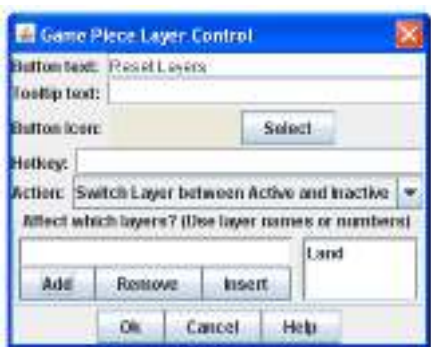 Game Piece Layer Control
Button text: Reset Layers
Tooltip text:
Button Icon: Select
Hotkey:
Action: Switch Layer between Active and Inactive
Affect which layers? (Use layer names or numbers)
Land
Add Remove Insert
Ok Cancel Help